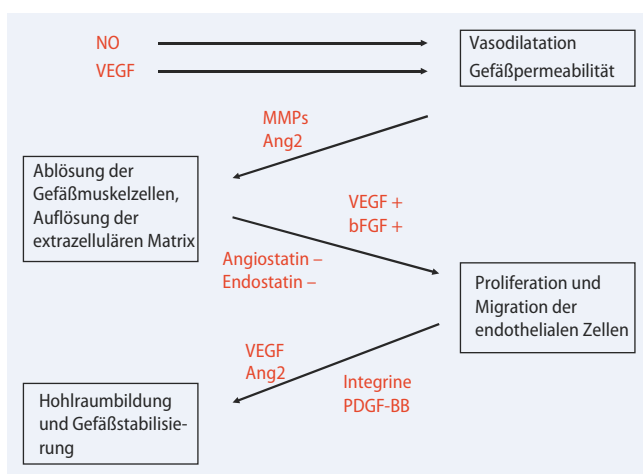 NO
VEGF
Vasodilatation
Gefäßpermeabilität
MMPs
Ang2
Ablösung der
Gefäßmuskelzellen,
Auflösung der
extrazellulären Matrix
VEGF +
bFGF +
Angiostatin –
Endostatin –
Proliferation und
Migration der
endothelialen Zellen
VEGF
Ang2
Integrine
PDGF-BB
Hohlraumbildung
und Gefäßstabilisie-
rung